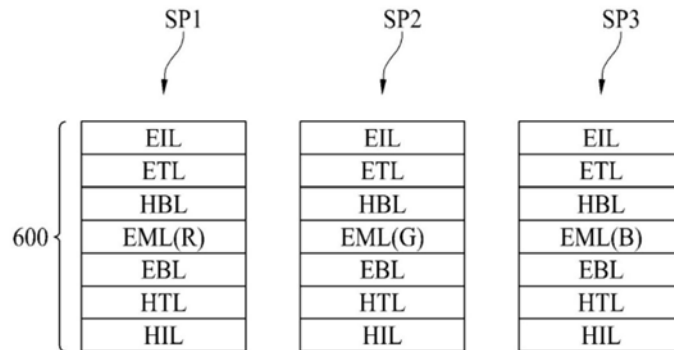 SP1 SP2 SP3
EIL EIL EIL
ETL ETL ETL
HBL HBL HBL
600 EML(R) EML(G) EML(B)
EBL EBL EBL
HTL HTL HTL
HIL HIL HIL